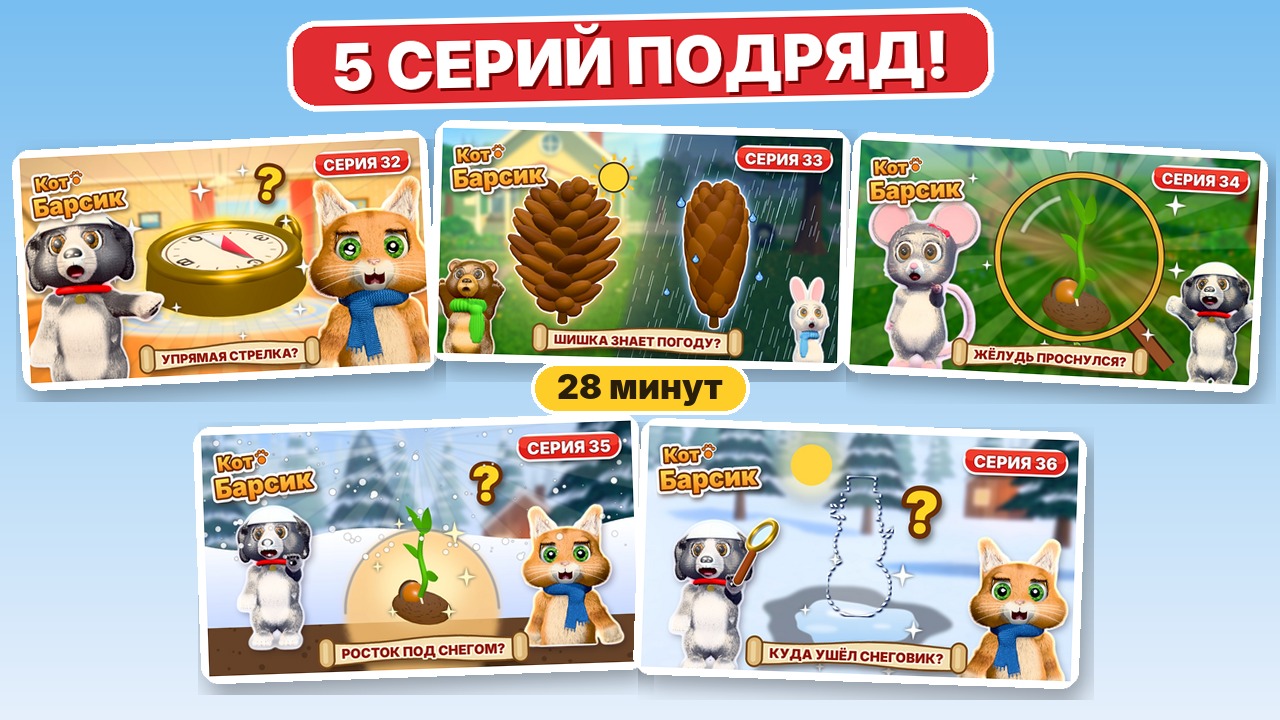 5 СЕРИЙ ПОДРЯД!
Кот
Барсик
СЕРИЯ 32
?
УПРЯМАЯ СТРЕЛКА?
Кот
Барсик
СЕРИЯ 33
ШИШКА ЗНАЕТ ПОГОДУ?
Кот
Барсик
СЕРИЯ 34
ЖЁЛУДЬ ПРОСНУЛСЯ?
28 минут
Кот
Барсик
СЕРИЯ 35
?
РОСТОК ПОД СНЕГОМ?
Кот
Барсик
СЕРИЯ 36
?
КУДА УШЁЛ СНЕГОВИК?